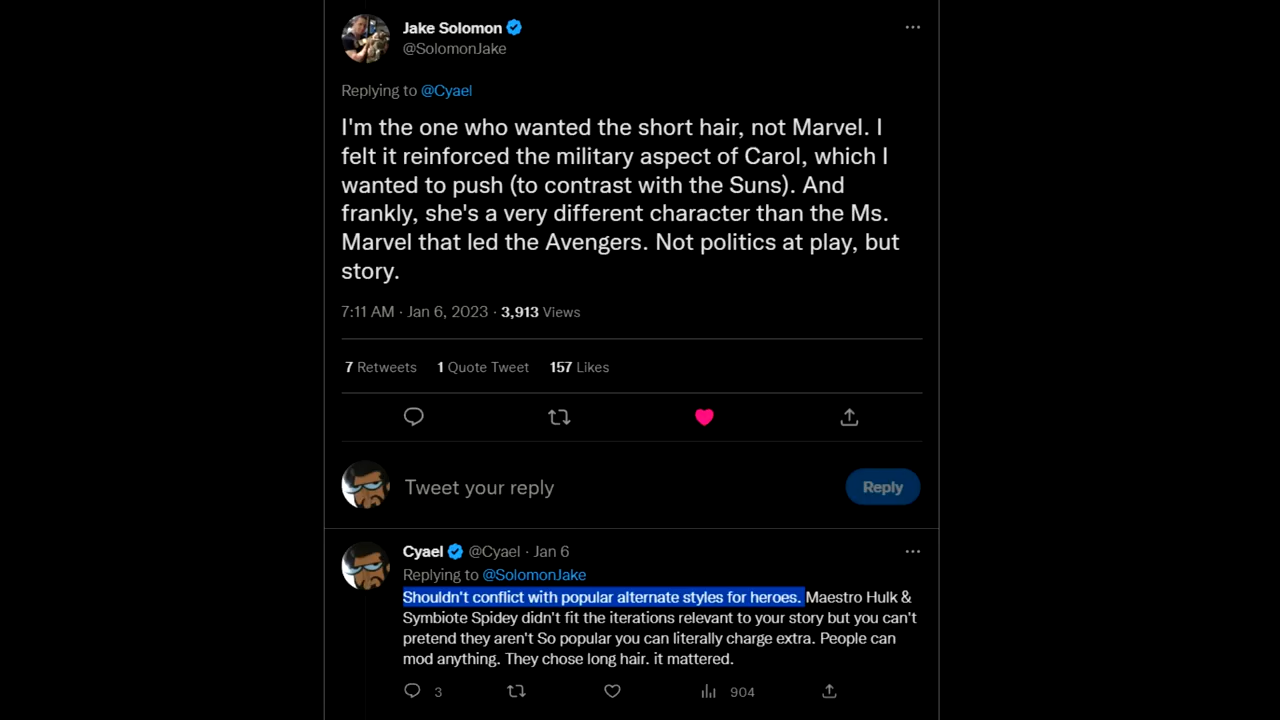 Jake Solomon
@SolomonJake
Replying to @Cyael
I'm the one who wanted the short hair, not Marvel. I
felt it reinforced the military aspect of Carol, which I
wanted to push (to contrast with the Suns). And
frankly, she's a very different character than the Ms.
Marvel that led the Avengers. Not politics at play, but
story.
7:11 AM · Jan 6, 2023 · 3,913 Views
7 Retweets 1 Quote Tweet 157 Likes
Tweet your reply
Reply
Cyael @Cyael · Jan 6
Replying to @SolomonJake
Shouldn't conflict with popular alternate styles for heroes. Maestro Hulk &
Symbiote Spidey didn't fit the iterations relevant to your story but you can't
pretend they aren't So popular you can literally charge extra. People can
mod anything. They chose long hair. it mattered.
3 904